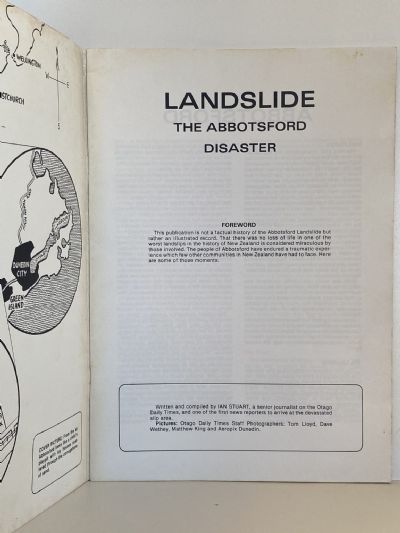 WELLINGTON
STCHURCH
W
E
S
DUNEDIN
CITY
GREEN
ISLAND
LANDSLIDE
THE ABBOTSFORD
DISASTER
FOREWORD
This publication is not a factual history of the Abbotsford Landslide but
rather an illustrated record. That there was no loss of life in one of the
worst landslips in the history of New Zealand is considered miraculous by
those involved. The people of Abbotsford have endured a traumatic exper-
ience which few other communities in New Zealand have had to face. Here
are some of those moments.
Written and compiled by IAN STUART, a senior journalist on the Otago
Daily Times, and one of the first news reporters to arrive at the devastated
slip area.
Pictures: Otago Daily Times Staff Photographers: Tom Lloyd, Dave
Wethey, Matthew King and Aeropix Dunedin.
COVER PICTURE: From the air